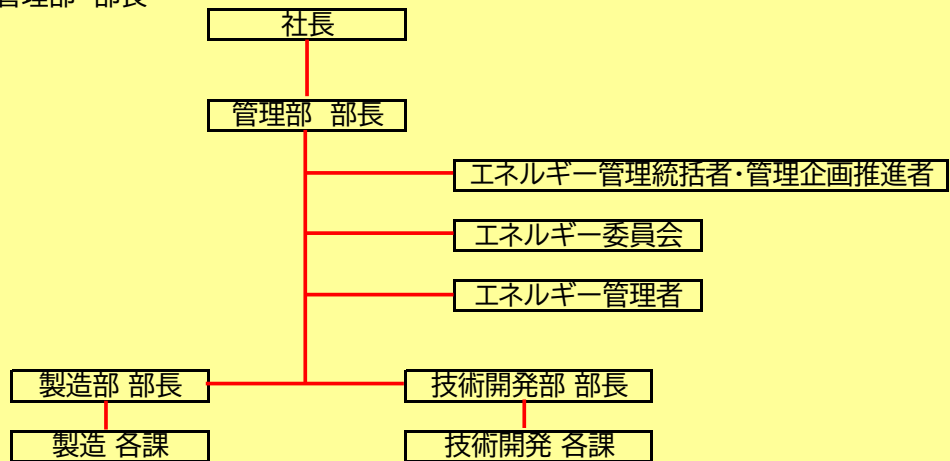 管理部 部長
社長
管理部 部長
エネルギー管理統括者・管理企画推進者
エネルギー委員会
エネルギー管理者
製造部 部長
技術開発部 部長
製造 各課
技術開発 各課